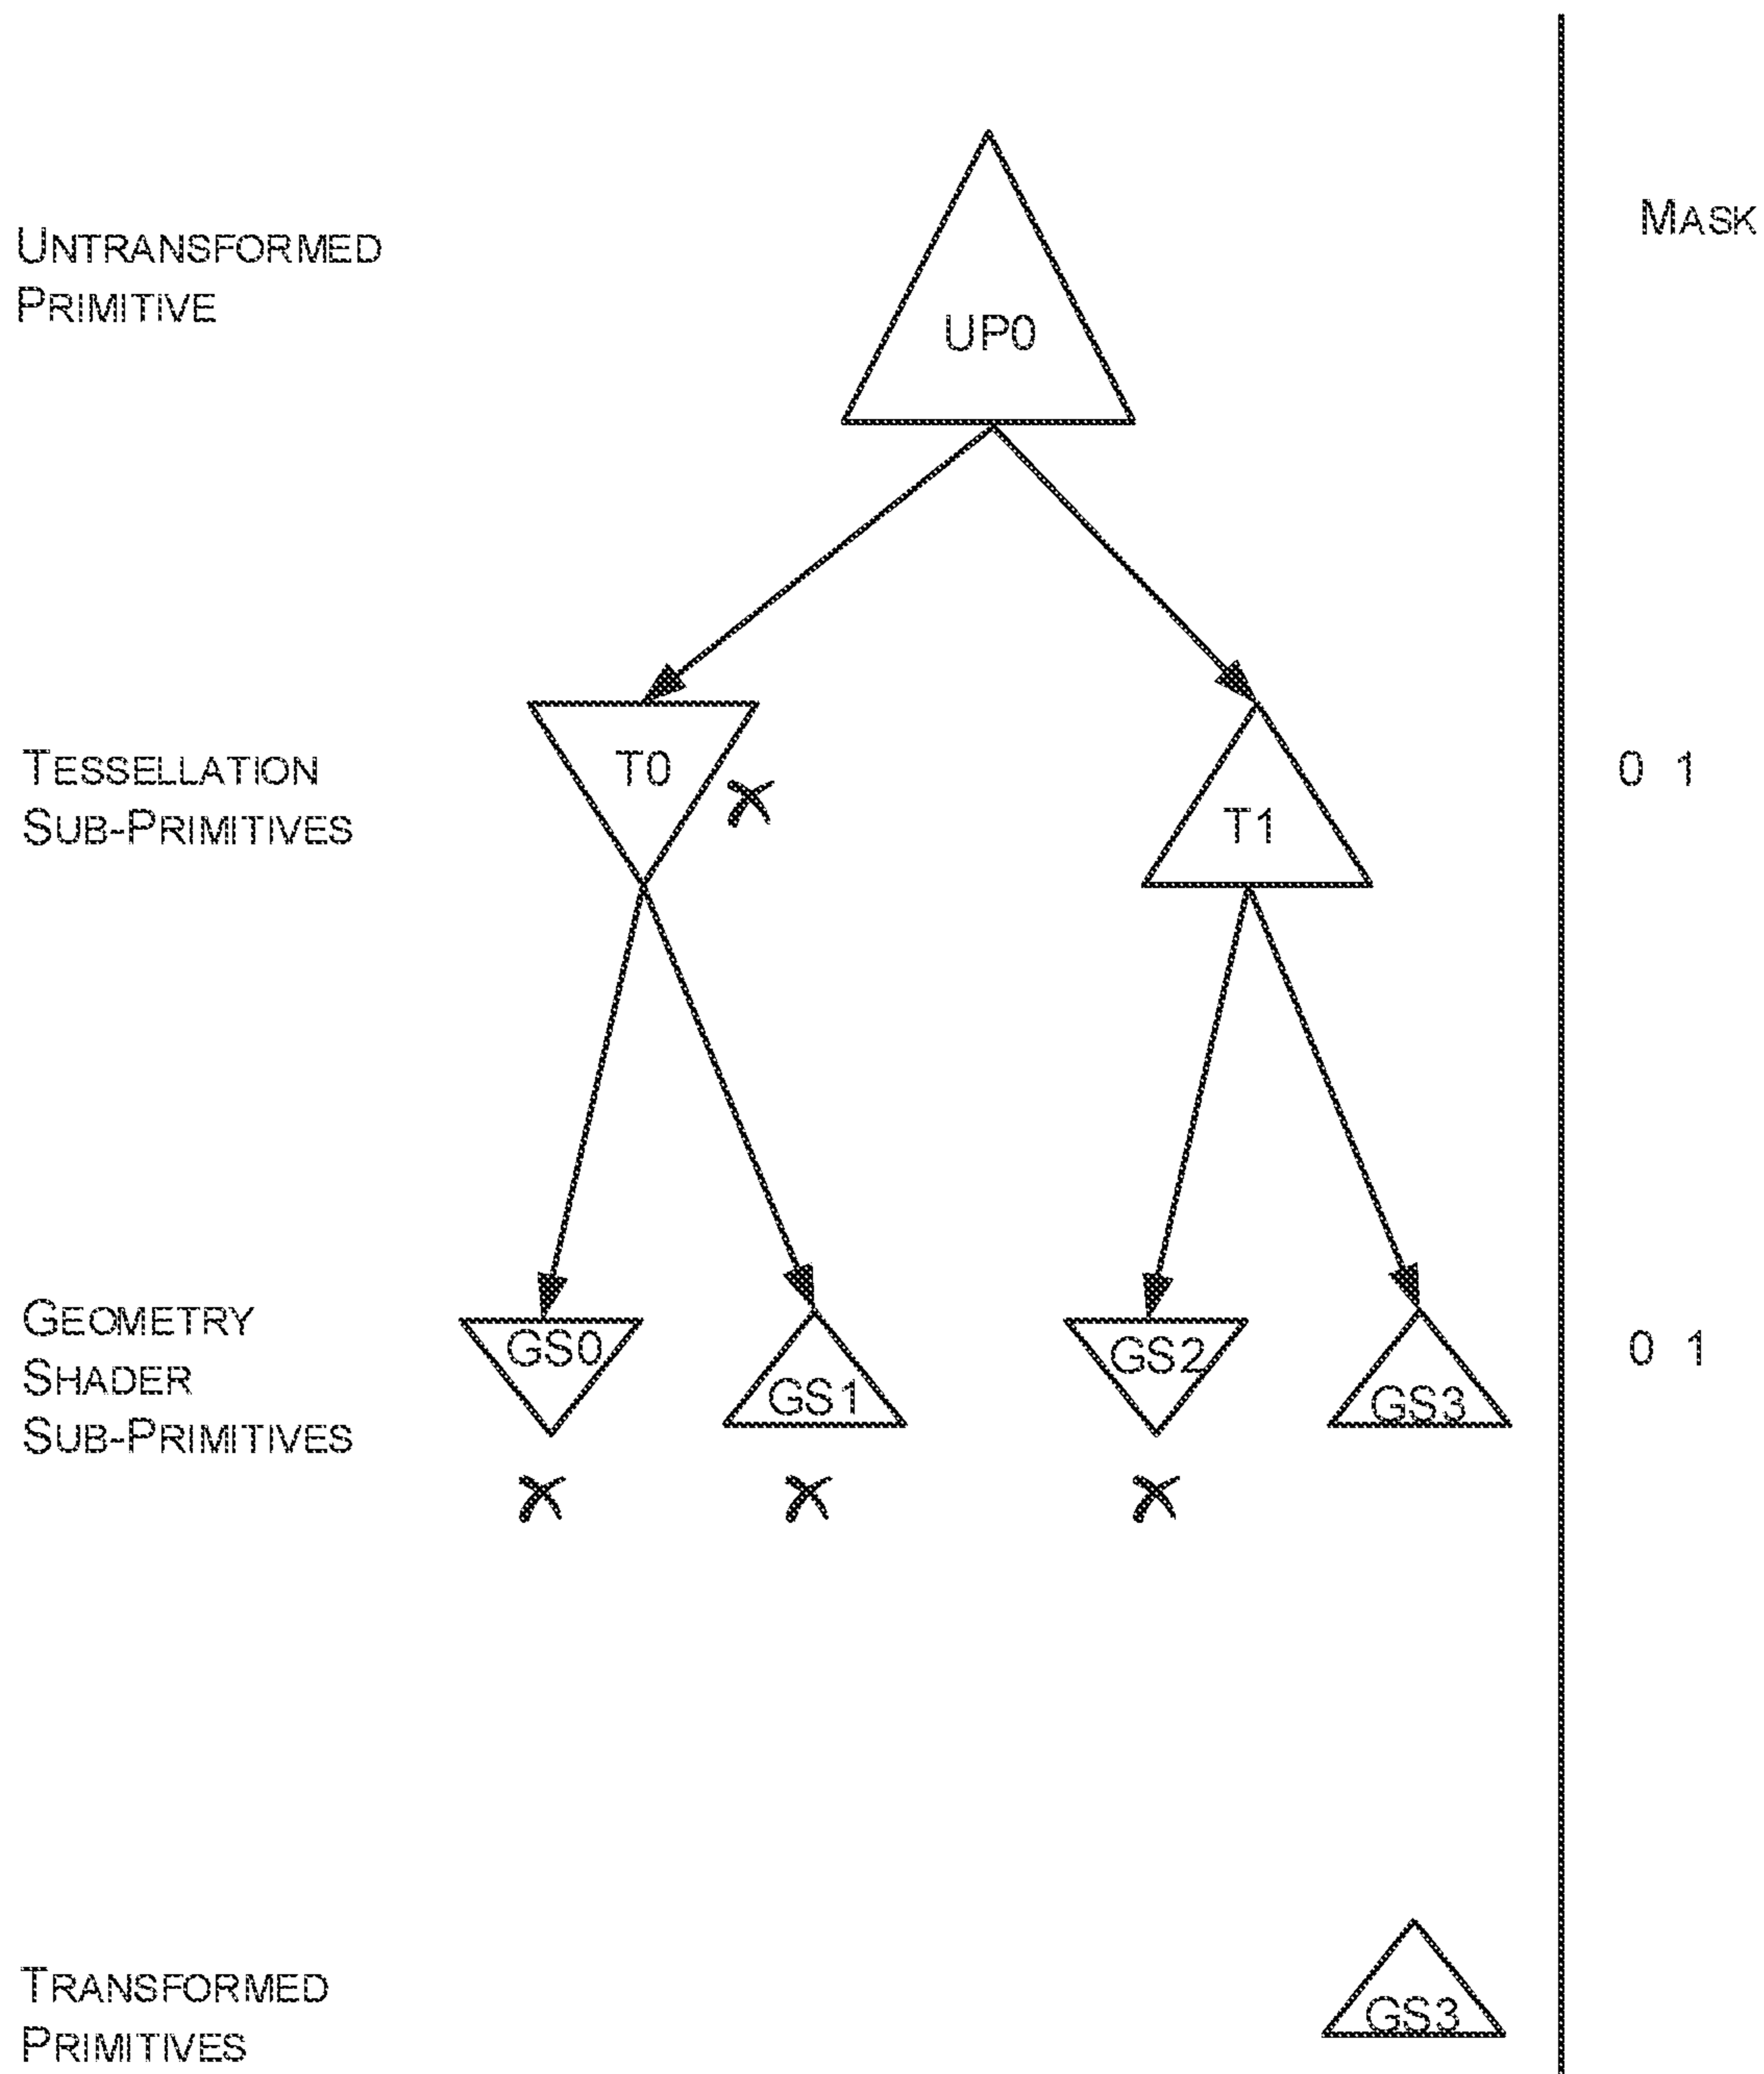 MASK
UNTRANSFORMED
PRIMITIVE
UP0
TESSELLATION
SUB-PRIMITIVES
T0
T1
0 1
GEOMETRY
SHADER
SUB-PRIMITIVES
GS0
GS1
GS2
GS3
0 1
TRANSFORMED
PRIMITIVES
GS3